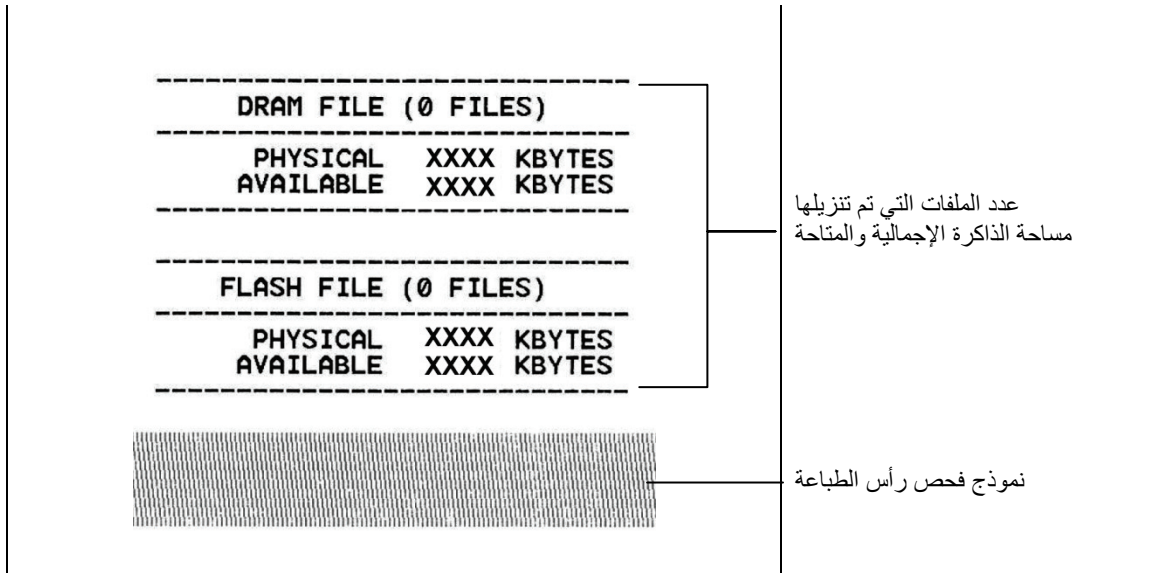 DRAM FILE (0 FILES)
PHYSICAL XXXX KBYTES
AVAILABLE XXXX KBYTES
FLASH FILE (0 FILES)
PHYSICAL XXXX KBYTES
AVAILABLE XXXX KBYTES
عدد الملفات التي تم تنزيلها
مساحة الذاكرة الإجمالية والمتاحة
نموذج فحص رأس الطباعة